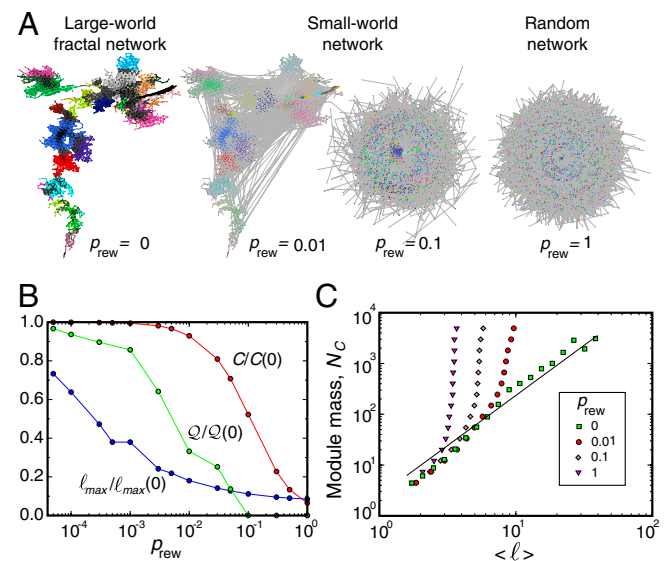 A
Large-world
fractal network
Small-world
network
Random
network
p_rew = 0
p_rew = 0.01
p_rew = 0.1
p_rew = 1
B
1.0
0.8
0.6
0.4
0.2
0.0
C/C(0)
Q/Q(0)
ℓ_max/ℓ_max(0)
10^-4
10^-3
10^-2
10^-1
10^0
p_rew
C
Module mass, N_C
10^4
10^3
10^2
10^1
10^0
p_rew
0
0.01
0.1
1
10^0
10^1
10^2
<ℓ>